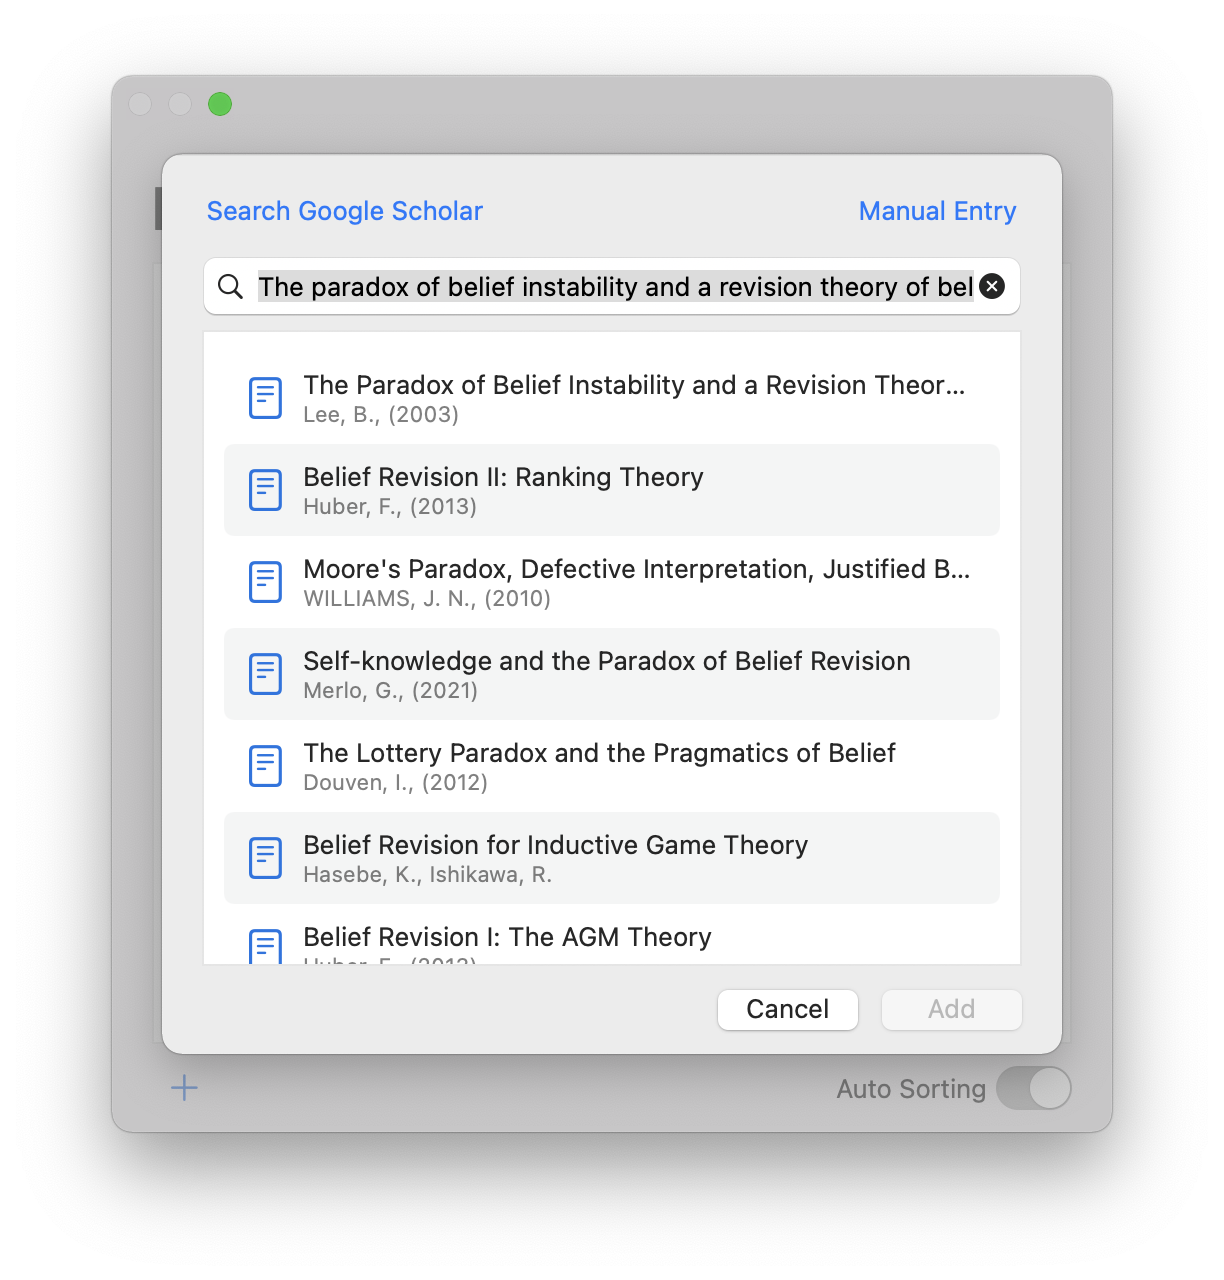 Search Google Scholar
Manual Entry
The paradox of belief instability and a revision theory of bel
The Paradox of Belief Instability and a Revision Theor...
Lee, B., (2003)
Belief Revision II: Ranking Theory
Huber, F., (2013)
Moore's Paradox, Defective Interpretation, Justified B...
WILLIAMS, J. N., (2010)
Self-knowledge and the Paradox of Belief Revision
Merlo, G., (2021)
The Lottery Paradox and the Pragmatics of Belief
Douven, I., (2012)
Belief Revision for Inductive Game Theory
Hasebe, K., Ishikawa, R.
Belief Revision I: The AGM Theory
Huber, F., (2013)
Cancel
Add
Auto Sorting